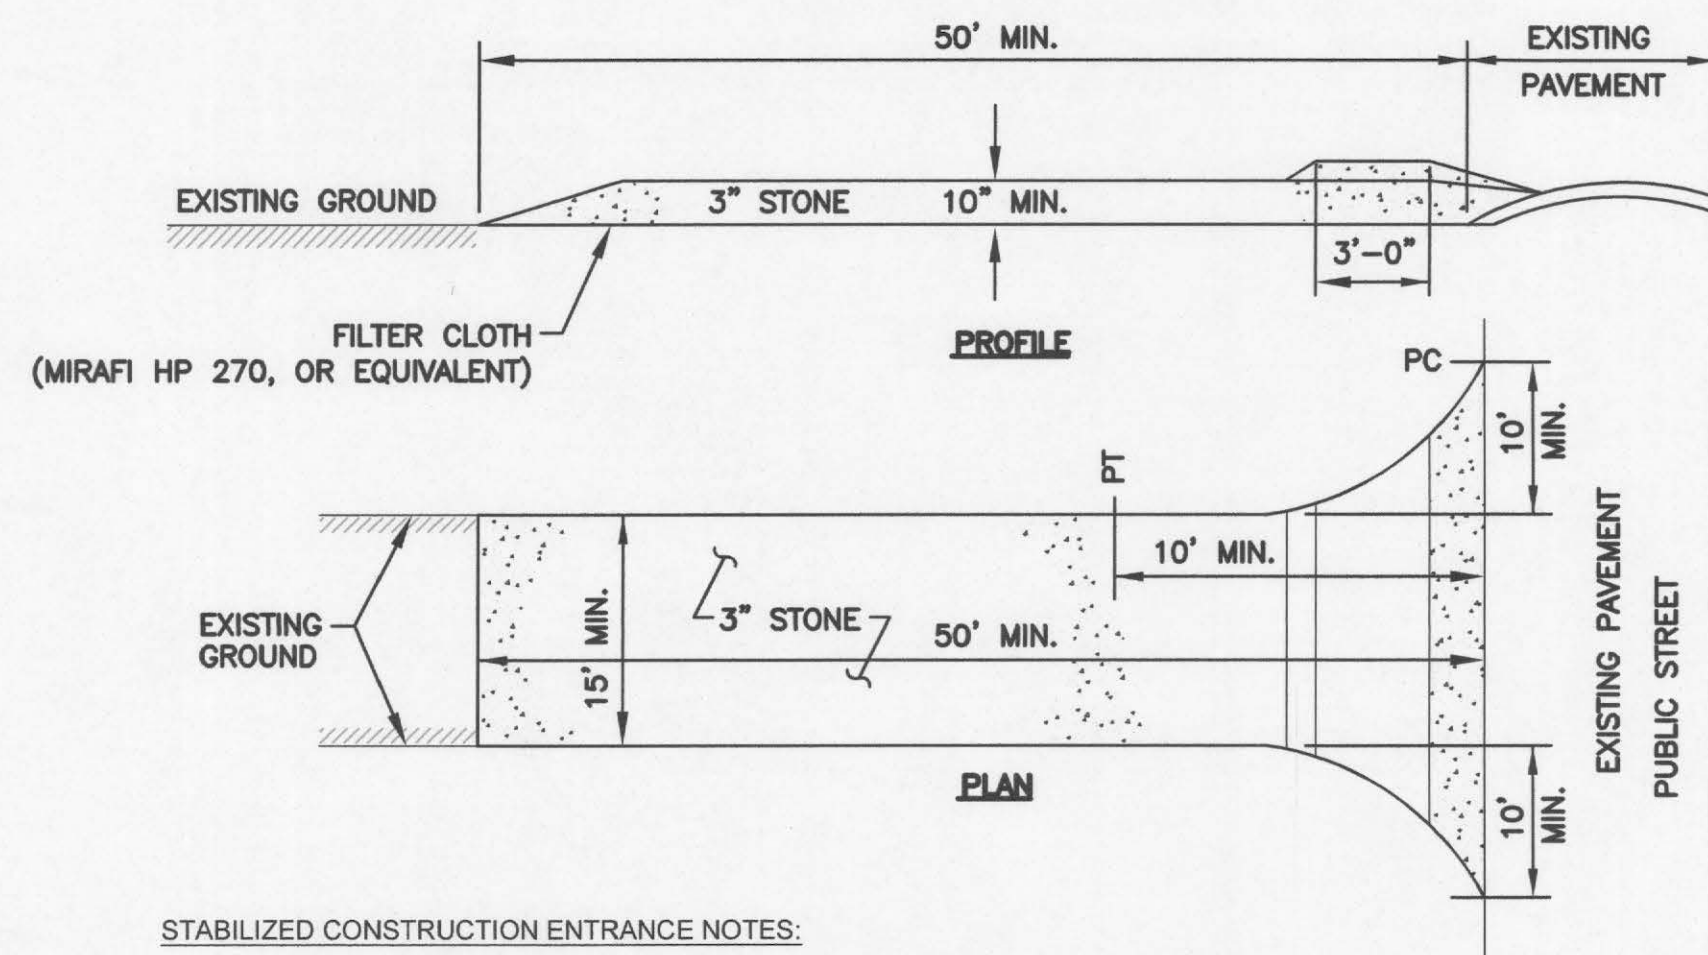 50' MIN.
EXISTING
PAVEMENT
EXISTING GROUND
3" STONE
10" MIN.
3'-0"
FILTER CLOTH
(MIRAFI HP 270, OR EQUIVALENT)
PROFILE
PC
10'
MIN.
PT
10' MIN.
EXISTING
GROUND
15' MIN.
3" STONE
50' MIN.
EXISTING PAVEMENT
PUBLIC STREET
PLAN
10'
MIN.
STABILIZED CONSTRUCTION ENTRANCE NOTES: